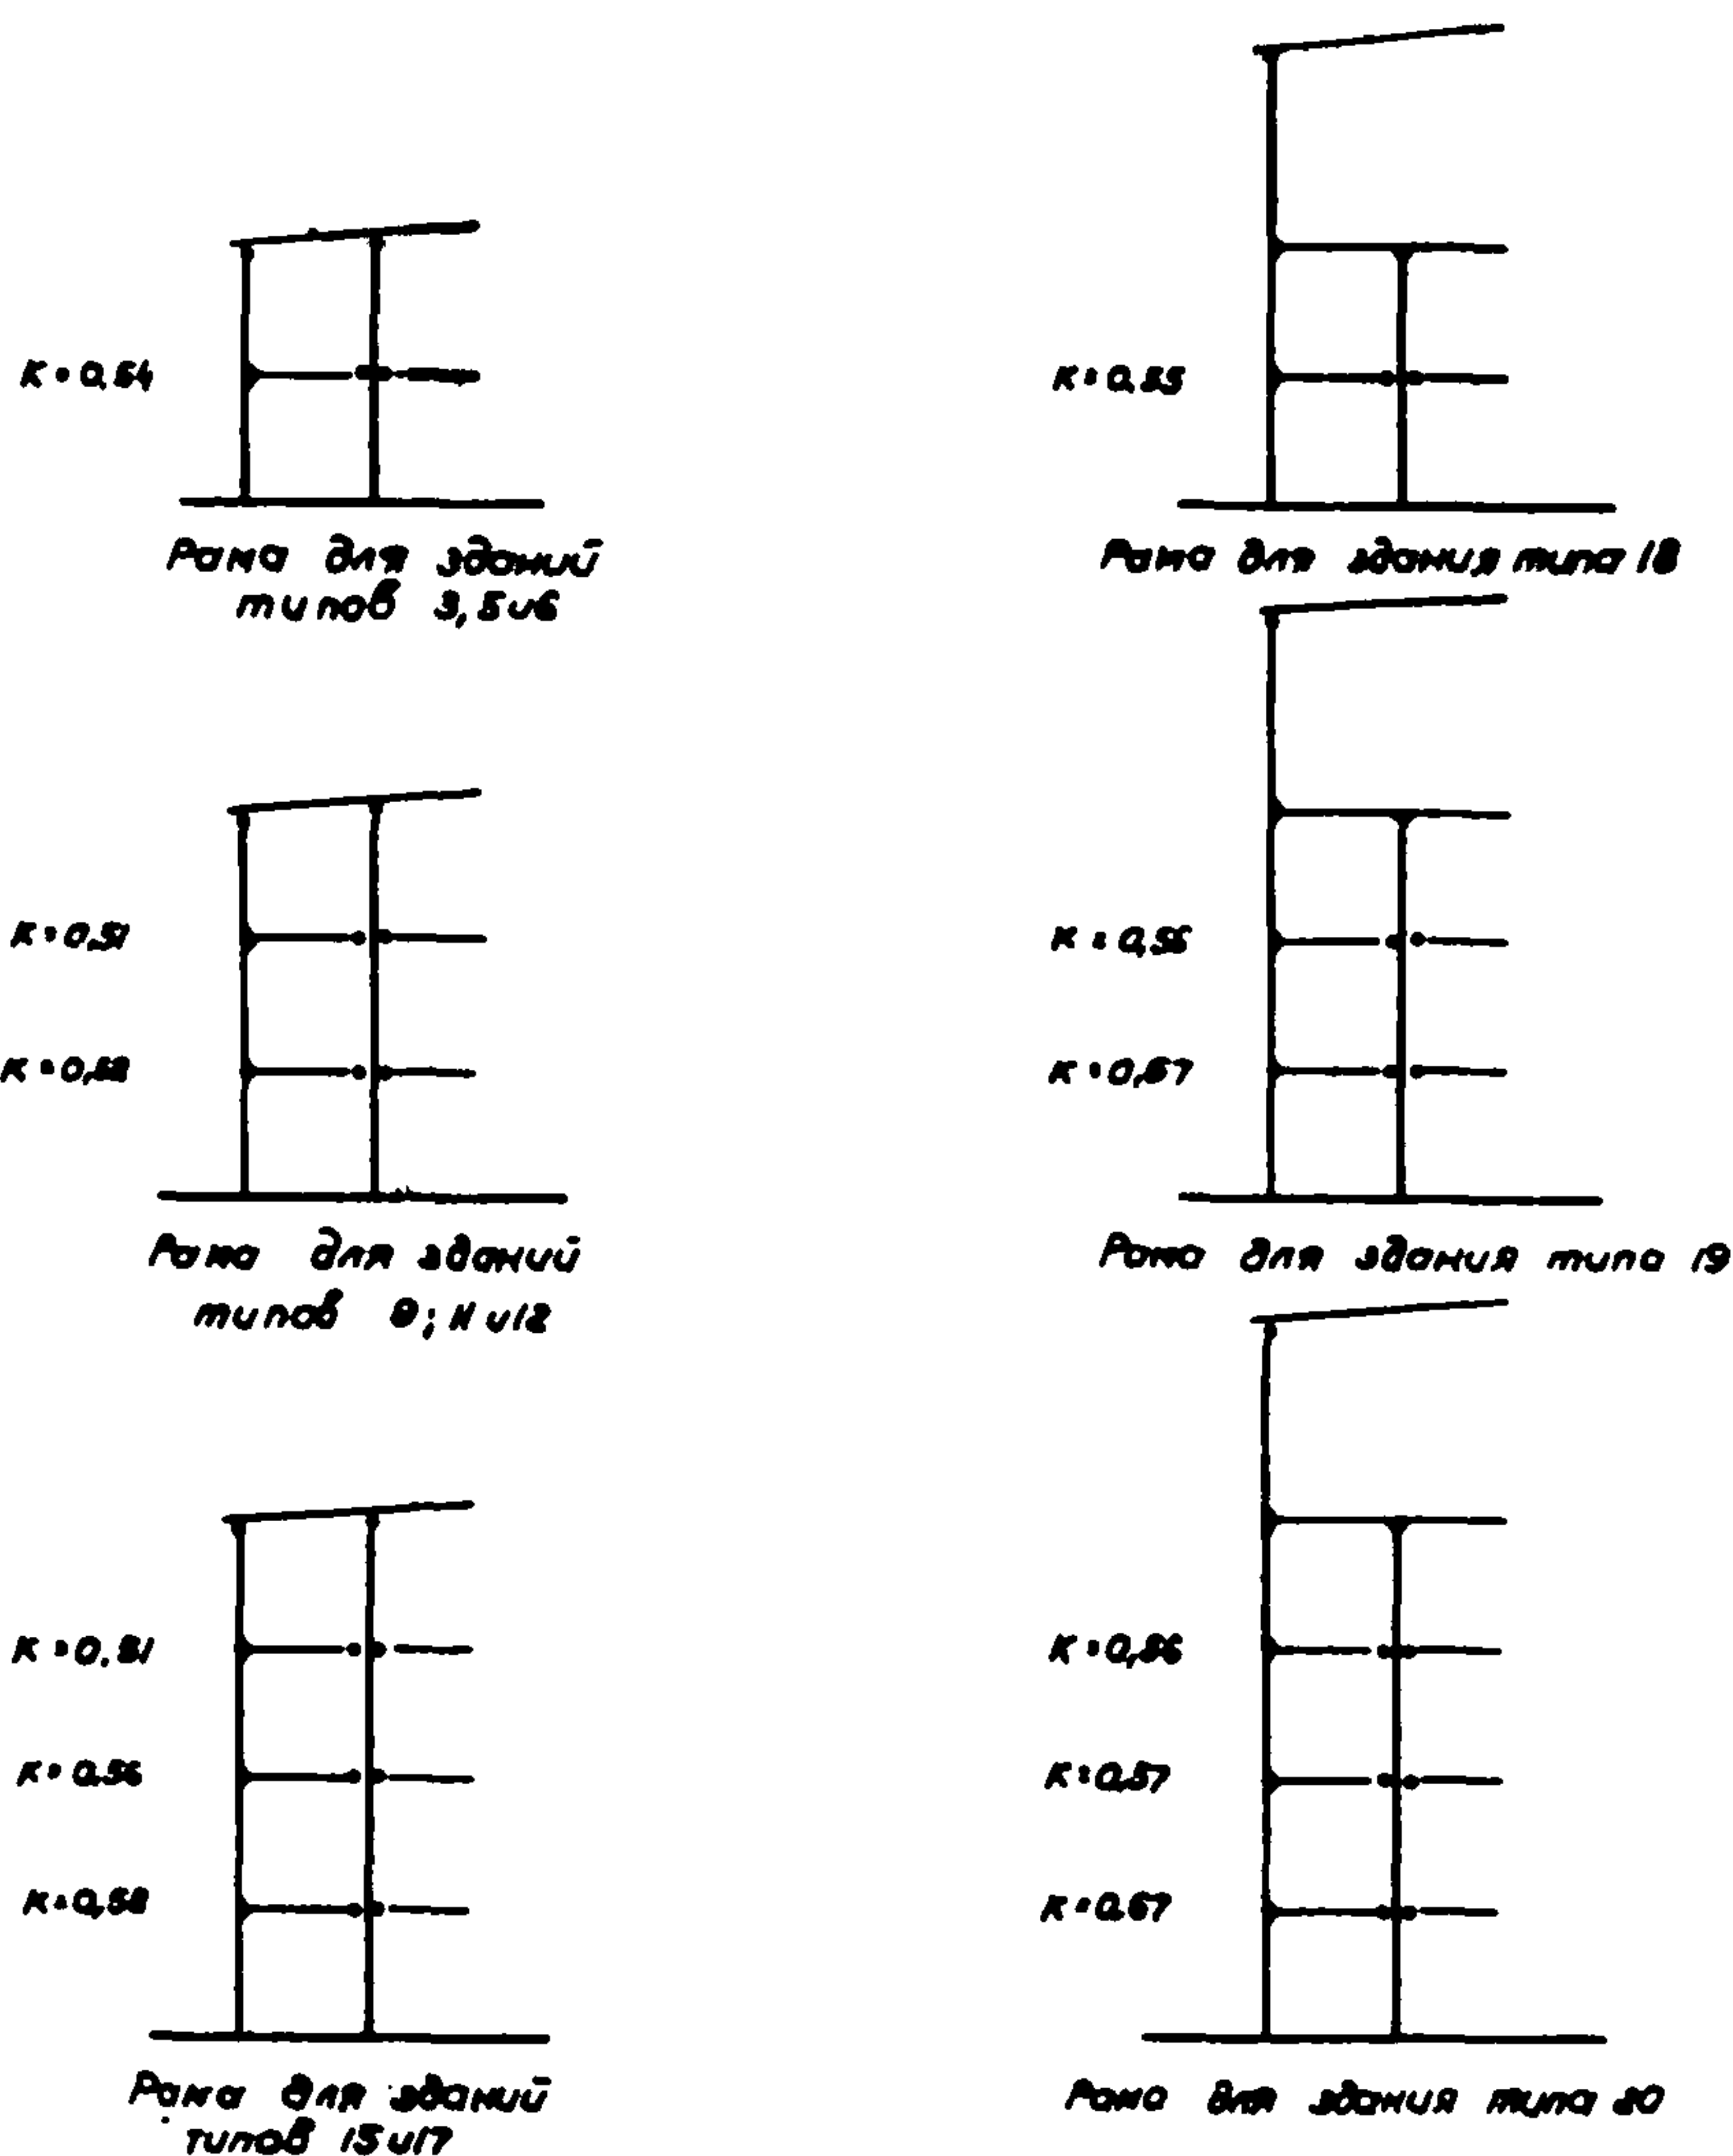 К=0,54
Рама для зданий
типов 3,5 и 6
К=0,55
Рама для здания типа 18
К=0,51
Рама для зданий
типов 9; 11 и 12
К=0,56
К=0,57
Рама для здания типа 19
К=0,51
К=0,56
К=0,58
Рама для зданий
типов 15 и 17
К=0,56
К=0,57
К=0,57
Рама для здания типа 20